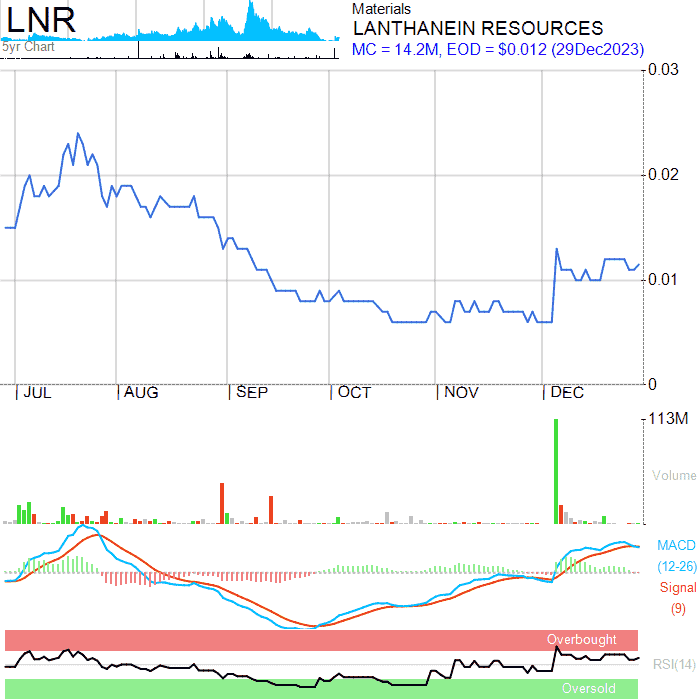 LNR
5yr Chart
Materials
LANTHANEIN RESOURCES
MC = 14.2M, EOD = $0.012 (29Dec2023)
0.03
0.02
0.01
0
JUL AUG SEP OCT NOV DEC
113M
Volume
MACD
(12-26)
Signal
(9)
Overbought
RSI(14)
Oversold